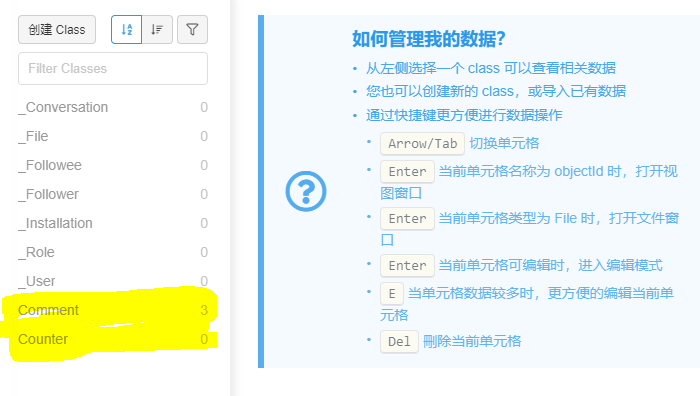 创建 Class
Filter Classes
_Conversation 0
_File 0
_Followee 0
_Follower 0
_Installation 0
_Role 0
_User 0
Comment 3
Counter 0
如何管理我的数据？
• 从左侧选择一个 class 可以查看相关数据
• 您也可以创建新的 class，或导入已有数据
• 通过快捷键更方便进行数据操作
• Arrow/Tab 切换单元格
• Enter 当前单元格名称为 objectId 时，打开视
图窗口
• Enter 当前单元格类型为 File 时，打开文件窗
口
• Enter 当前单元格可编辑时，进入编辑模式
• E 当单元格数据较多时，更方便的编辑当前单
元格
• Del 刪除当前单元格